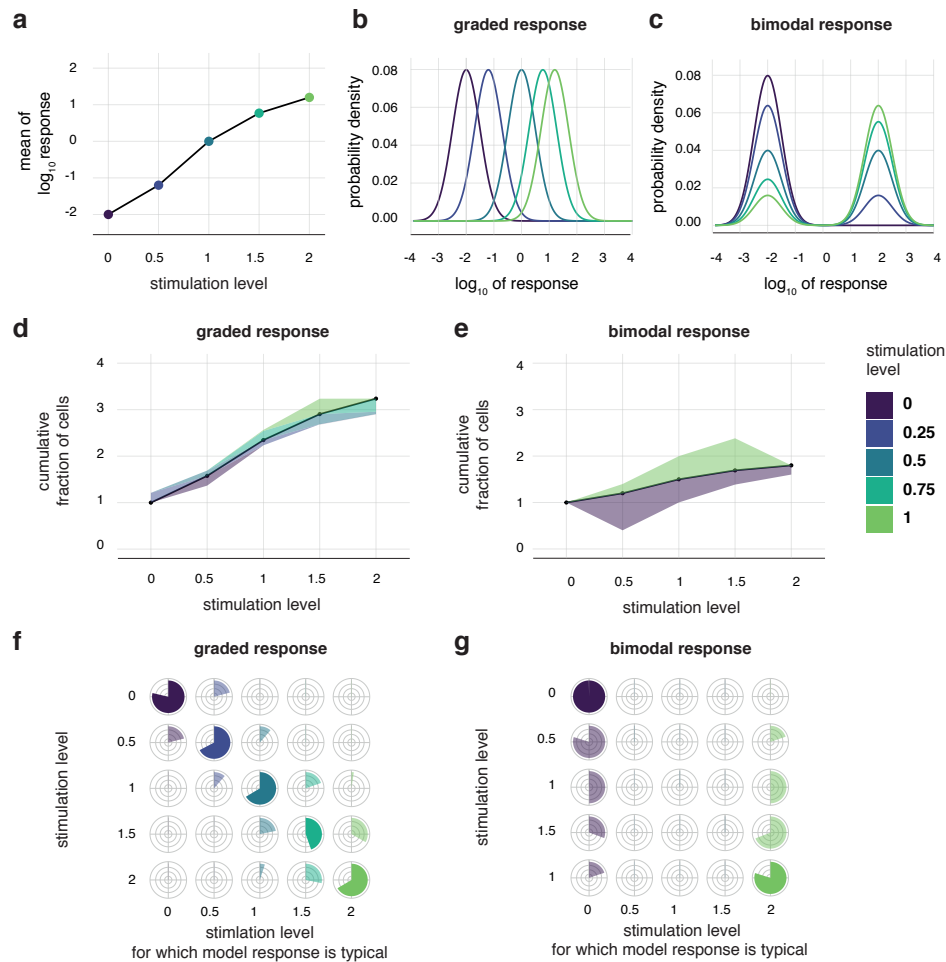 a
2
1
0
-1
-2
mean of
log10 response
0 0.5 1 1.5 2
stimulation level
b
graded response
0.08
0.06
0.04
0.02
0.00
probability density
-4 -3 -2 -1 0 1 2 3 4
log10 of response
c
bimodal response
0.08
0.06
0.04
0.02
0.00
probability density
-4 -3 -2 -1 0 1 2 3 4
log10 of response
d
graded response
4
3
2
1
0
cumulative
fraction of cells
0 0.5 1 1.5 2
stimulation level
e
bimodal response
4
3
2
1
0
cumulative
fraction of cells
0 0.5 1 1.5 2
stimulation level
stimulation
level
0
0.25
0.5
0.75
1
f
graded response
0
0.5
1
1.5
2
stimulation level
0 0.5 1 1.5 2
stimlation level
for which model response is typical
g
bimodal response
0
0.5
1
1.5
1
stimulation level
0 0.5 1 1.5 2
stimulation level
for which model response is typical